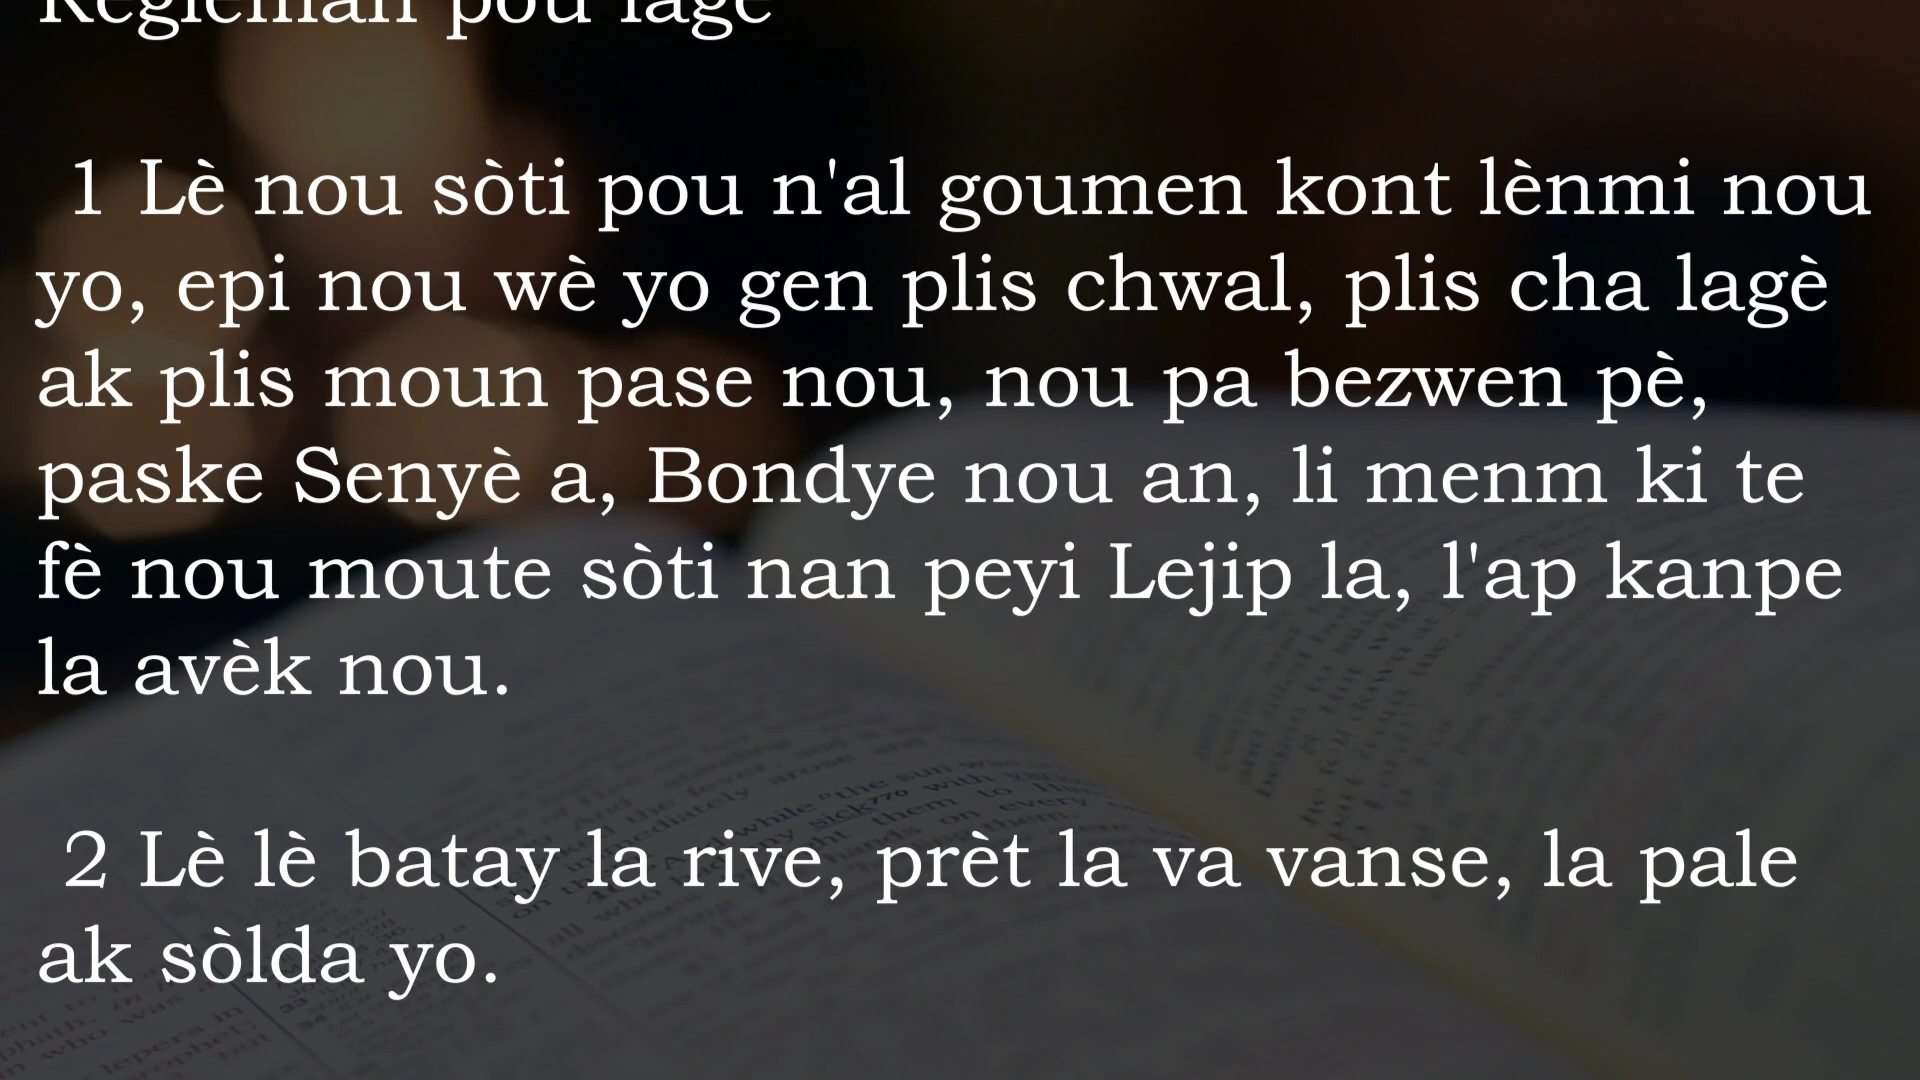 Règleman pou lagè
1 Lè nou sòti pou n'al goumen kont lènmi nou
yo, epi nou wè yo gen plis chwal, plis cha lagè
ak plis moun pase nou, nou pa bezwen pè,
paske Senyè a, Bondye nou an, li menm ki te
fè nou moute sòti nan peyi Lejip la, l'ap kanpe
la avèk nou.
2 Lè lè batay la rive, prèt la va vanse, la pale
ak sòlda yo.